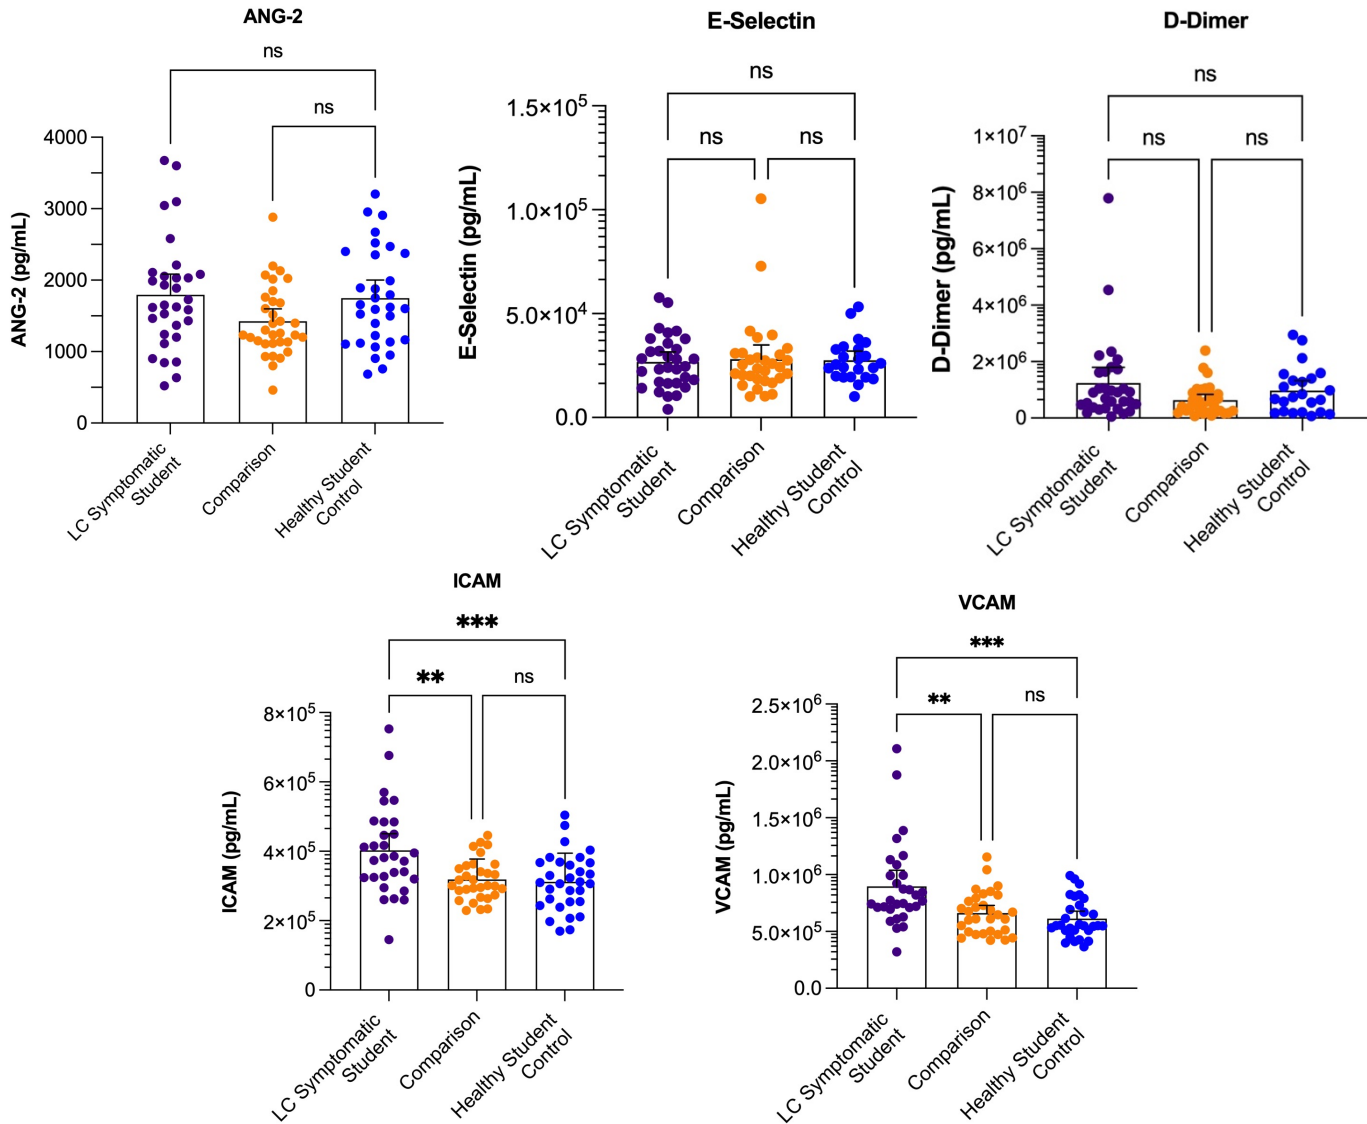 ANG-2
ns
ns
4000
3000
2000
1000
0
ANG-2 (pg/mL)
LC Symptomatic
Student
Comparison
Healthy Student
Control
E-Selectin
ns
ns
ns
1.5×10⁵
1.0×10⁵
5.0×10⁴
0.0
E-Selectin (pg/mL)
LC Symptomatic
Student
Comparison
Healthy Student
Control
D-Dimer
ns
ns
ns
1×10⁷
8×10⁶
6×10⁶
4×10⁶
2×10⁶
0
D-Dimer (pg/mL)
LC Symptomatic
Student
Comparison
Healthy Student
Control
ICAM
***
**
ns
8×10⁵
6×10⁵
4×10⁵
2×10⁵
0
ICAM (pg/mL)
LC Symptomatic
Student
Comparison
Healthy Student
Control
VCAM
***
**
ns
2.5×10⁶
2.0×10⁶
1.5×10⁶
1.0×10⁶
5.0×10⁵
0.0
VCAM (pg/mL)
LC Symptomatic
Student
Comparison
Healthy Student
Control